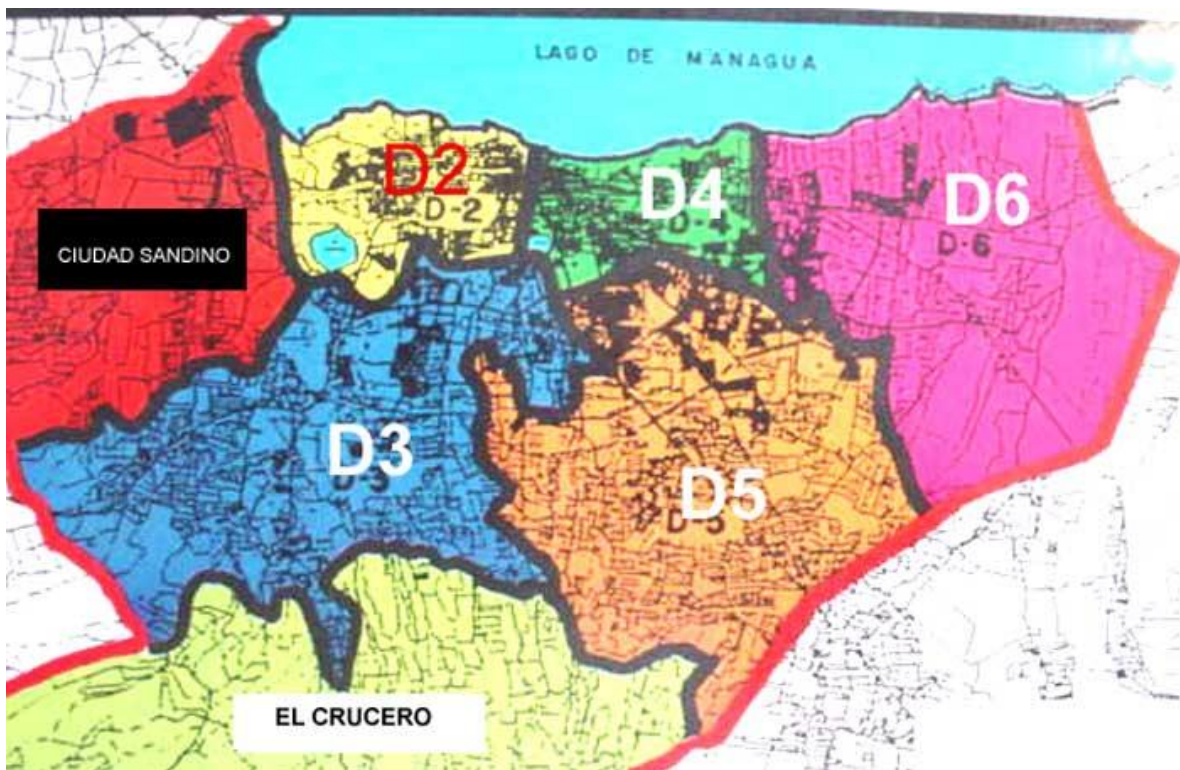 LAGO DE MANAGUA
D2
D-2
D4
D-4
D6
D-6
CIUDAD SANDINO
D3
D-3
D5
D-5
EL CRUCERO